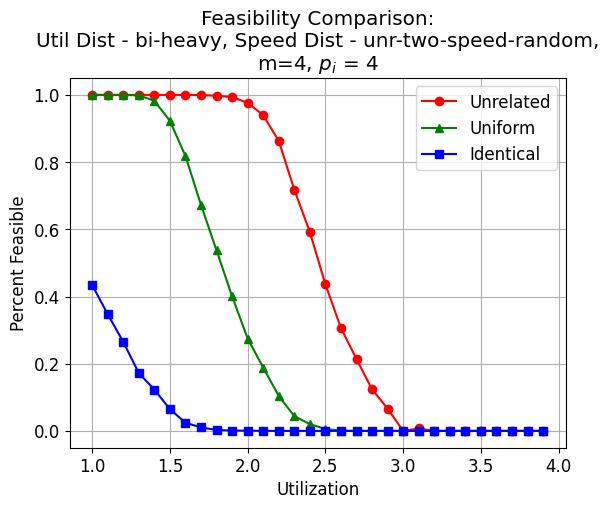 Feasibility Comparison:
Util Dist - bi-heavy, Speed Dist - unr-two-speed-random,
m=4, $p_i$ = 4
Percent Feasible
1.0
0.8
0.6
0.4
0.2
0.0
Unrelated
Uniform
Identical
1.0 1.5 2.0 2.5 3.0 3.5 4.0
Utilization